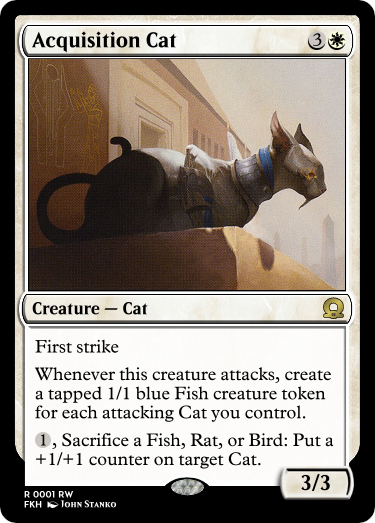 Acquisition Cat 3
Creature — Cat
First strike
Whenever this creature attacks, create
a tapped 1/1 blue Fish creature token
for each attacking Cat you control.
1, Sacrifice a Fish, Rat, or Bird: Put a
+1/+1 counter on target Cat.
3/3
R 0001 RW
FKH John Stanko